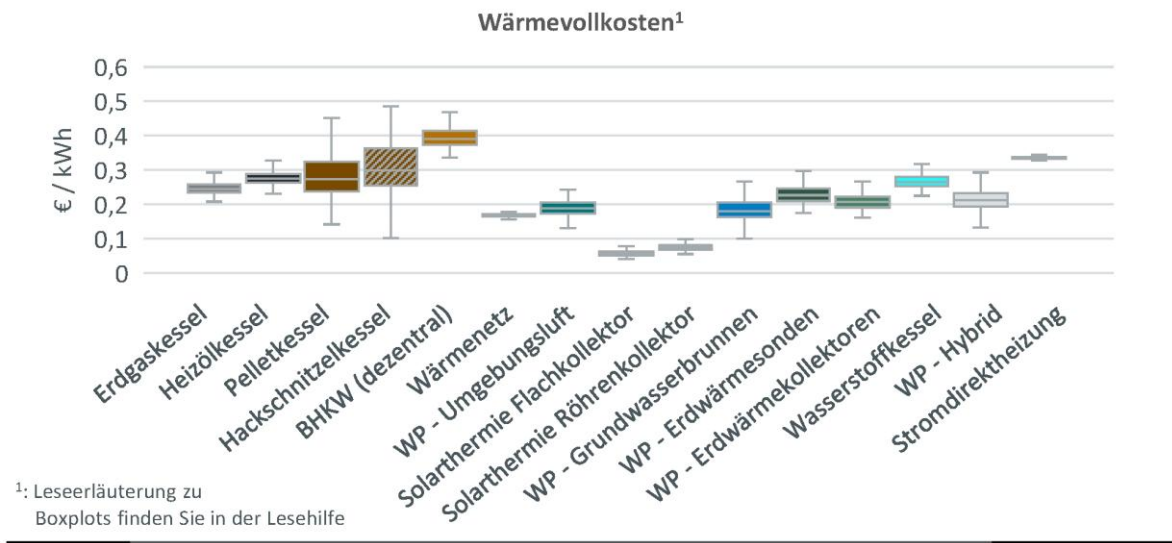 Wärmevollkosten¹
€ / kWh
0,6
0,5
0,4
0,3
0,2
0,1
0
Erdgaskessel
Heizölkessel
Pelletkessel
Hackschnitzelkessel
BHKW (dezentral)
Wärmenetz
WP - Umgebungsluft
Solarthermie Flachkollektor
Solarthermie Röhrenkollektor
WP - Grundwasserbrunnen
WP - Erdwärmesonden
WP - Erdwärmekollektoren
Wasserstoffkessel
WP - Hybrid
Stromdirektheizung
¹: Leseerläuterung zu
Boxplots finden Sie in der Lesehilfe